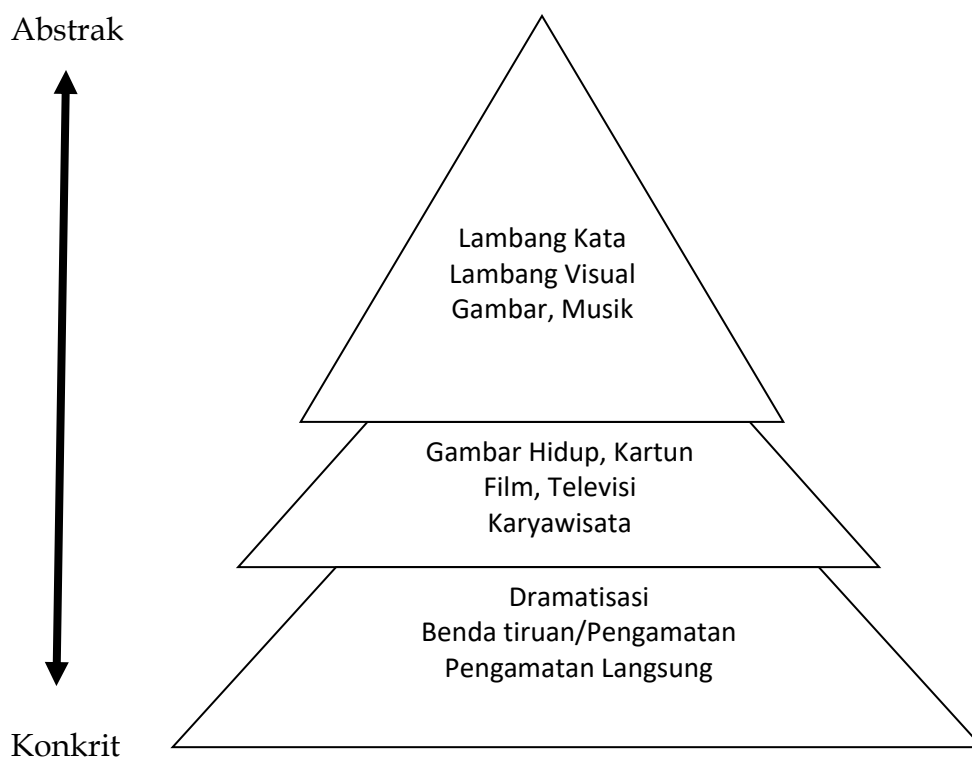 Abstrak
Lambang Kata
Lambang Visual
Gambar, Musik
Gambar Hidup, Kartun
Film, Televisi
Karyawisata
Dramatisasi
Benda tiruan/Pengamatan
Pengamatan Langsung
Konkrit